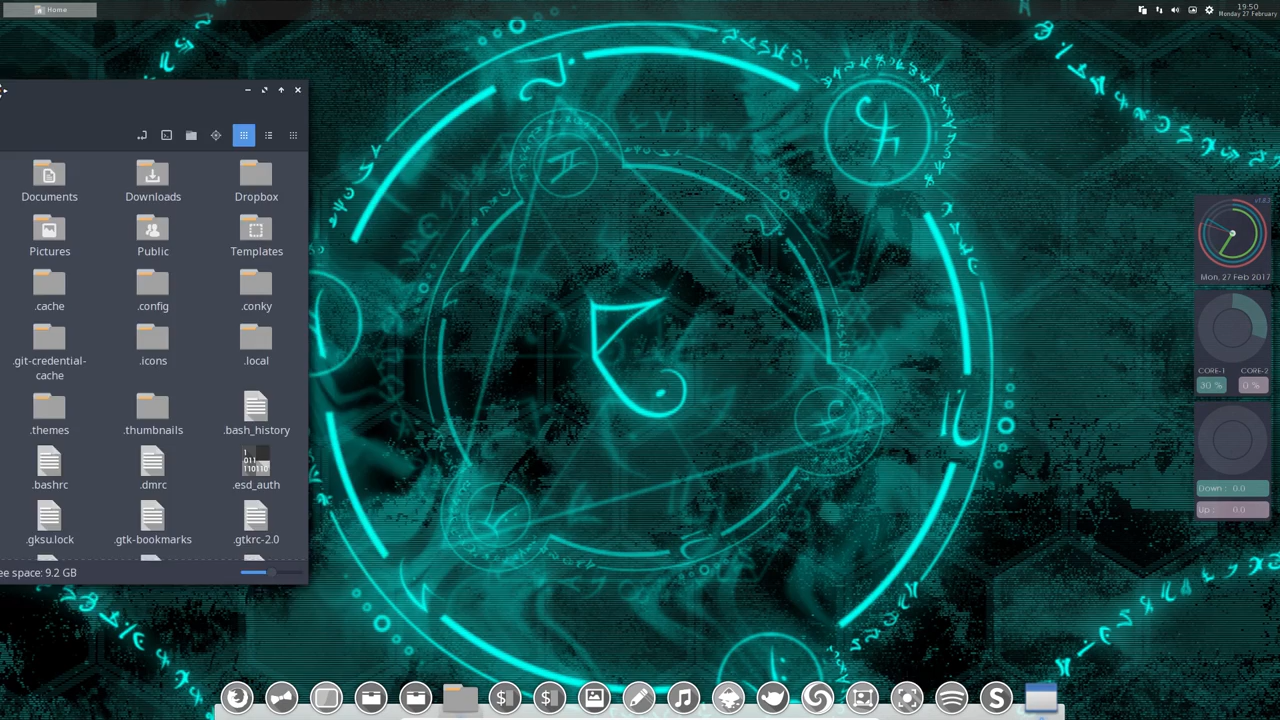 Home
19:50
Monday 27 February
Documents
Downloads
Dropbox
Pictures
Public
Templates
.cache
.config
.conky
.git-credential-
cache
.icons
.local
.themes
.thumbnails
.bash_history
.bashrc
.dmrc
.esd_auth
.gksu.lock
.gtk-bookmarks
.gtkrc-2.0
ee space: 9.2 GB
Mon, 27 Feb 2017
CORE-1 CORE-2
30 % 0 %
Down : 0.0
Up : 0.0